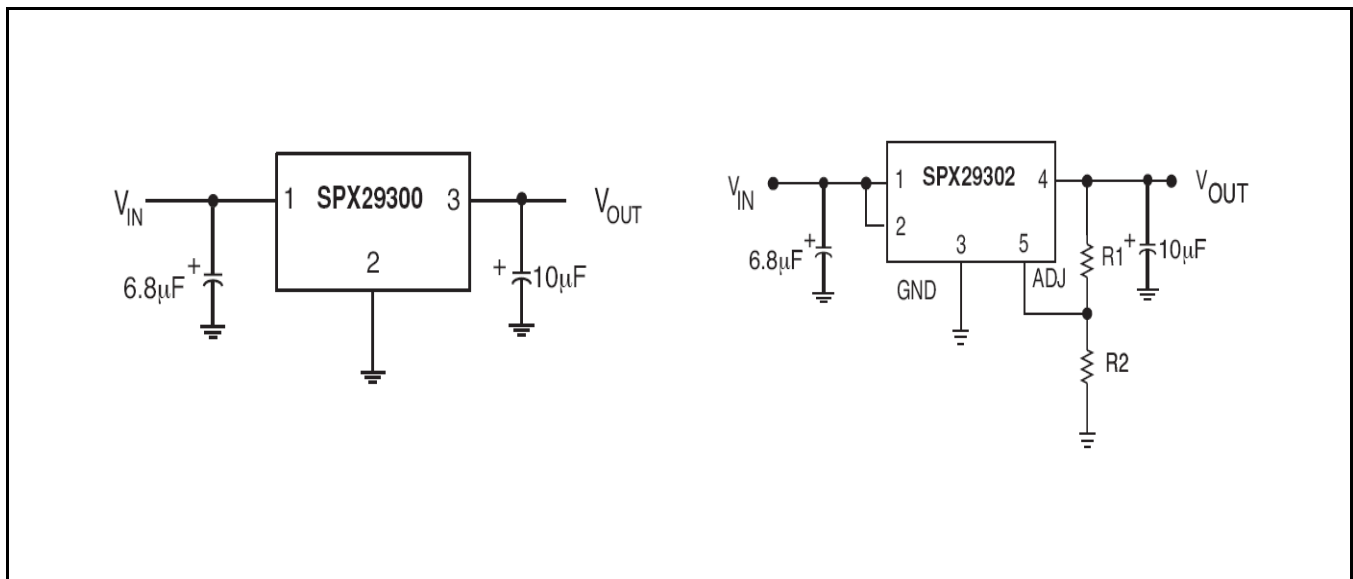 V_IN
1 SPX29300 3
V_OUT
2
6.8µF
+
+
10µF
V_IN
1 SPX29302 4
V_OUT
2
3
5
6.8µF
+
GND
ADJ
R1
+
10µF
R2